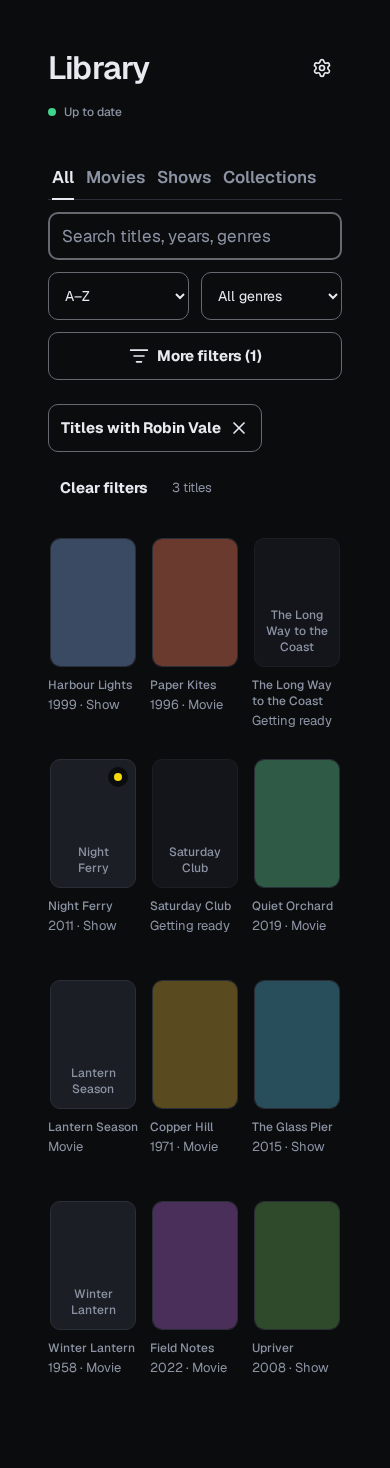 Library
Up to date
All Movies Shows Collections
Search titles, years, genres
A–Z
All genres
More filters (1)
Titles with Robin Vale
Clear filters
3 titles
Harbour Lights
1999 · Show
Paper Kites
1996 · Movie
The Long
Way to the
Coast
The Long Way
to the Coast
Getting ready
Night
Ferry
Night Ferry
2011 · Show
Saturday
Club
Saturday Club
Getting ready
Quiet Orchard
2019 · Movie
Lantern
Season
Lantern Season
Movie
Copper Hill
1971 · Movie
The Glass Pier
2015 · Show
Winter
Lantern
Winter Lantern
1958 · Movie
Field Notes
2022 · Movie
Upriver
2008 · Show